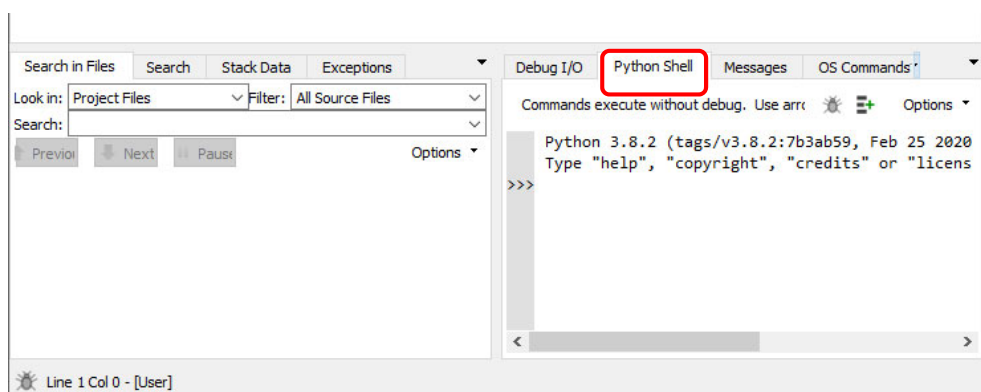 Search in Files Search Stack Data Exceptions
Look in: Project Files Filter: All Source Files
Search:
Next Options
Debug I/O Python Shell Messages OS Commands
Commands execute without debug. Use Options
Python 3.8.2 (tags/v3.8.2:7b3ab59, Feb 25 2020
Type "help", "copyright", "credits" or "licens
>>>
Line 1 Col 0 - [User]